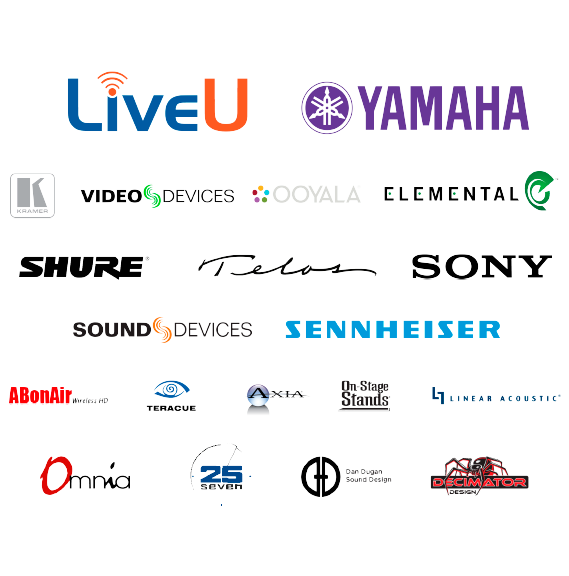 LiveU YAMAHA
KRAMER VIDEO DEVICES OOYALA ELEMENTAL
SHURE Telos SONY
SOUND DEVICES SENNHEISER
ABonAir Wireless HD TERACUE AXIA On-Stage Stands LINEAR ACOUSTIC
Omnia 25 seven Dan Dugan Sound Design DECIMATOR DESIGN